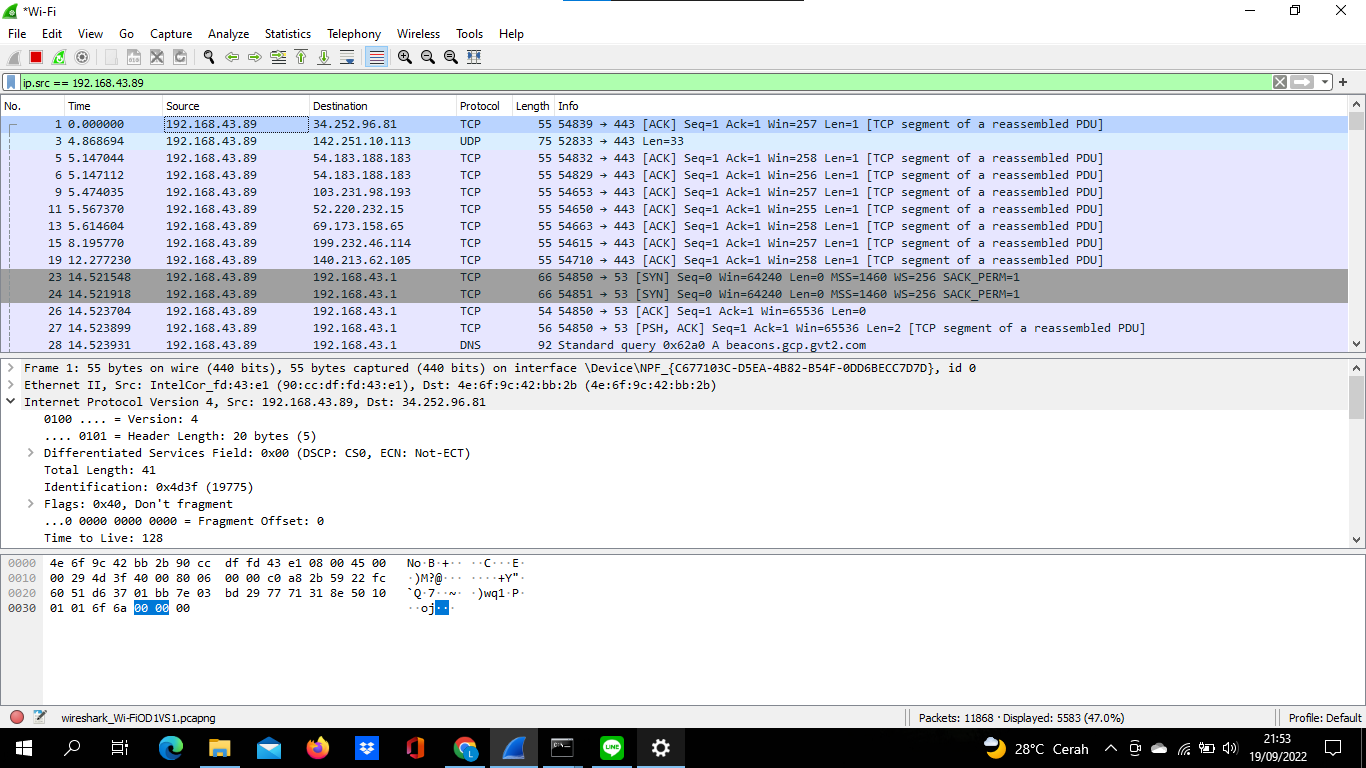 *Wi-Fi
File Edit View Go Capture Analyze Statistics Telephony Wireless Tools Help
ip.src == 192.168.43.89
No. Time Source Destination Protocol Length Info
1 0.000000 192.168.43.89 34.252.96.81 TCP 55 54839 → 443 [ACK] Seq=1 Ack=1 Win=257 Len=1 [TCP segment of a reassembled PDU]
3 4.868694 192.168.43.89 142.251.10.113 UDP 75 52833 → 443 Len=33
5 5.147044 192.168.43.89 54.183.188.183 TCP 55 54832 → 443 [ACK] Seq=1 Ack=1 Win=258 Len=1 [TCP segment of a reassembled PDU]
6 5.147112 192.168.43.89 54.183.188.183 TCP 55 54829 → 443 [ACK] Seq=1 Ack=1 Win=256 Len=1 [TCP segment of a reassembled PDU]
9 5.474035 192.168.43.89 103.231.98.193 TCP 55 54653 → 443 [ACK] Seq=1 Ack=1 Win=257 Len=1 [TCP segment of a reassembled PDU]
11 5.567370 192.168.43.89 52.220.232.15 TCP 55 54650 → 443 [ACK] Seq=1 Ack=1 Win=255 Len=1 [TCP segment of a reassembled PDU]
13 5.614604 192.168.43.89 69.173.158.65 TCP 55 54663 → 443 [ACK] Seq=1 Ack=1 Win=258 Len=1 [TCP segment of a reassembled PDU]
15 8.195770 192.168.43.89 199.232.46.114 TCP 55 54615 → 443 [ACK] Seq=1 Ack=1 Win=257 Len=1 [TCP segment of a reassembled PDU]
19 12.277230 192.168.43.89 140.213.62.105 TCP 55 54710 → 443 [ACK] Seq=1 Ack=1 Win=258 Len=1 [TCP segment of a reassembled PDU]
23 14.521548 192.168.43.89 192.168.43.1 TCP 66 54850 → 53 [SYN] Seq=0 Win=64240 Len=0 MSS=1460 WS=256 SACK_PERM=1
24 14.521918 192.168.43.89 192.168.43.1 TCP 66 54851 → 53 [SYN] Seq=0 Win=64240 Len=0 MSS=1460 WS=256 SACK_PERM=1
26 14.523704 192.168.43.89 192.168.43.1 TCP 54 54850 → 53 [ACK] Seq=1 Ack=1 Win=65536 Len=0
27 14.523899 192.168.43.89 192.168.43.1 TCP 56 54850 → 53 [PSH, ACK] Seq=1 Ack=1 Win=65536 Len=2 [TCP segment of a reassembled PDU]
28 14.523931 192.168.43.89 192.168.43.1 DNS 92 Standard query 0x62a0 A beacons.gcp.gvt2.com
Frame 1: 55 bytes on wire (440 bits), 55 bytes captured (440 bits) on interface \Device\NPF_{C677103C-D5EA-4B82-B54F-0DD6BECC7D7D}, id 0
Ethernet II, Src: IntelCor_fd:43:e1 (90:cc:df:fd:43:e1), Dst: 4e:6f:9c:42:bb:2b (4e:6f:9c:42:bb:2b)
Internet Protocol Version 4, Src: 192.168.43.89, Dst: 34.252.96.81
0100 .... = Version: 4
.... 0101 = Header Length: 20 bytes (5)
Differentiated Services Field: 0x00 (DSCP: CS0, ECN: Not-ECT)
Total Length: 41
Identification: 0x4d3f (19775)
Flags: 0x40, Don't fragment
...0 0000 0000 0000 = Fragment Offset: 0
Time to Live: 128
0000 4e 6f 9c 42 bb 2b 90 cc df fd 43 e1 08 00 45 00 No·B·+·· ··C···E·
0010 00 29 4d 3f 40 00 80 06 00 00 c0 a8 2b 59 22 fc ·)M?@··· ····+Y"·
0020 60 51 d6 37 01 bb 7e 03 bd 29 77 71 31 8e 50 10 `Q·7··~· ·)wq1·P·
0030 01 01 6f 6a 00 00 00 ··oj···
wireshark_Wi-FiOD1VS1.pcapng Packets: 11868 · Displayed: 5583 (47.0%) Profile: Default
LINE
28°C Cerah
21:53
19/09/2022